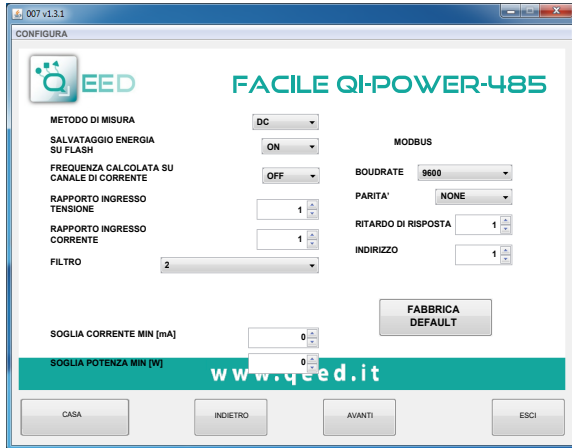 007 v1.3.1
CONFIGURA
QEED
FACILE QI-POWER-485
METODO DI MISURA
DC
SALVATAGGIO ENERGIA
SU FLASH
ON
FREQUENZA CALCOLATA SU
CANALE DI CORRENTE
OFF
RAPPORTO INGRESSO
TENSIONE
1
RAPPORTO INGRESSO
CORRENTE
1
FILTRO
2
MODBUS
BOUDRATE
9600
PARITA'
NONE
RITARDO DI RISPOSTA
1
INDIRIZZO
1
FABBRICA
DEFAULT
SOGLIA CORRENTE MIN [mA]
0
SOGLIA POTENZA MIN [W]
0
www.qeed.it
CASA
INDIETRO
AVANTI
ESCI